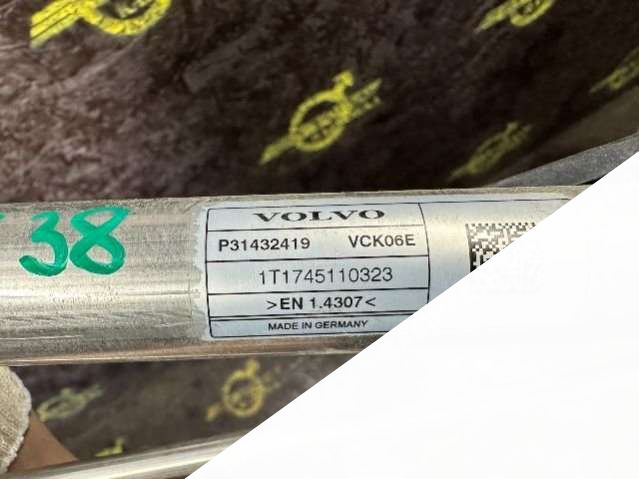 38
VOLVO
P31432419 VCK06E
1T1745110323
>EN 1.4307<
MADE IN GERMANY